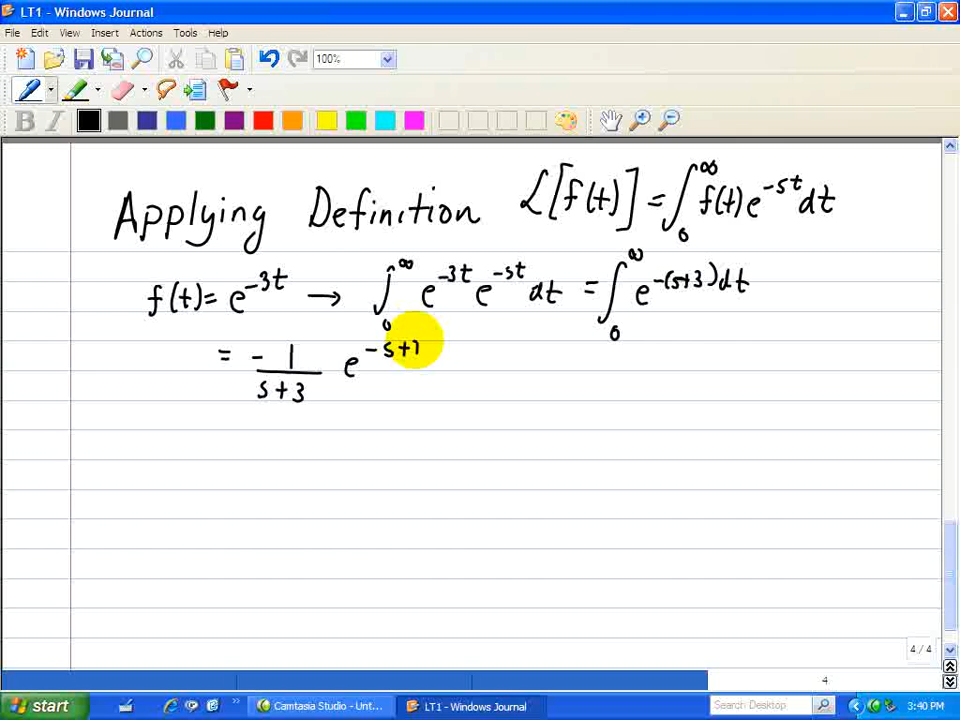 LT1 - Windows Journal
File Edit View Insert Actions Tools Help
100%
B I
Applying Definition ℒ[f(t)] = ∫₀^∞ f(t)e^{-st}dt
f(t) = e^{-3t} → ∫₀^∞ e^{-3t} e^{-st} dt = ∫₀^∞ e^{-(s+3)}dt
= - 1/(s+3) e^{-s+
4 / 4
4
start
Camtasia Studio - Unt...
LT1 - Windows Journal
Search Desktop
3:40 PM